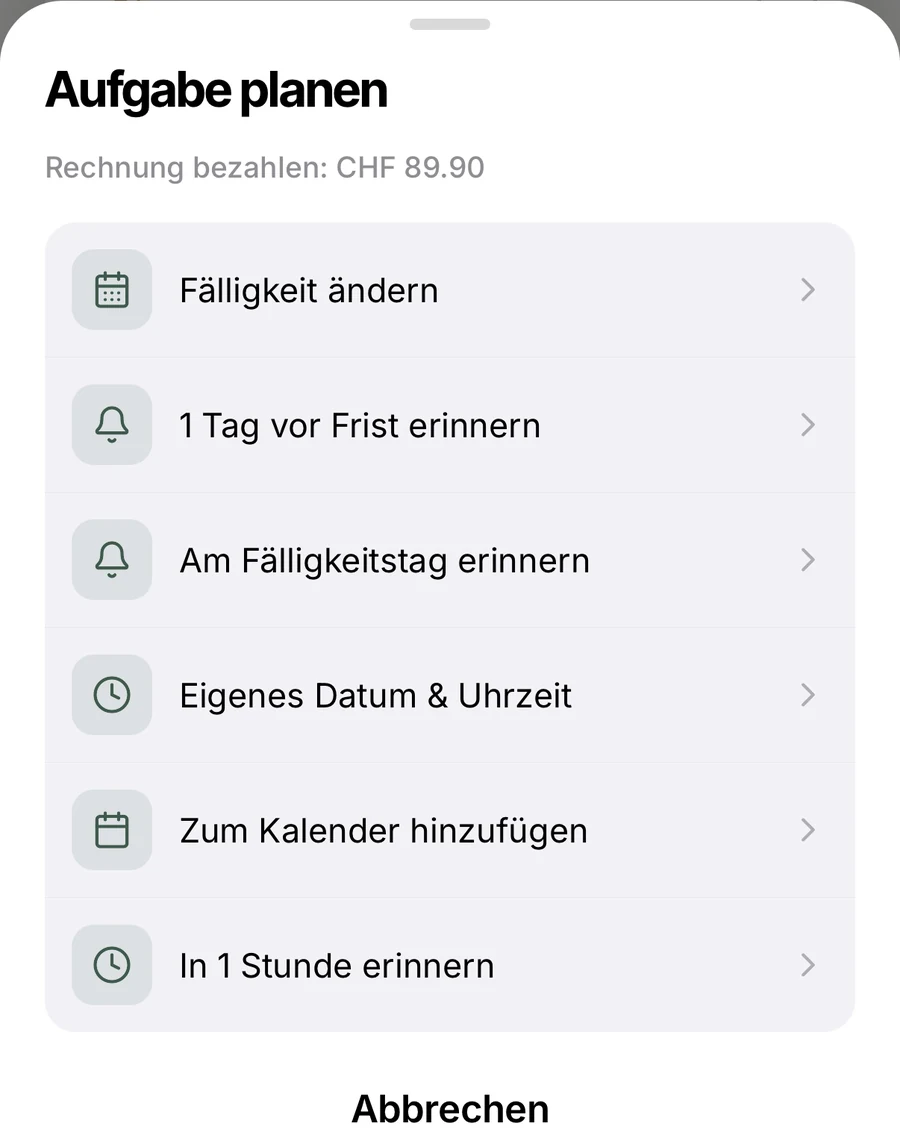 Aufgabe planen
Rechnung bezahlen: CHF 89.90
Fälligkeit ändern
1 Tag vor Frist erinnern
Am Fälligkeitstag erinnern
Eigenes Datum & Uhrzeit
Zum Kalender hinzufügen
In 1 Stunde erinnern
Abbrechen